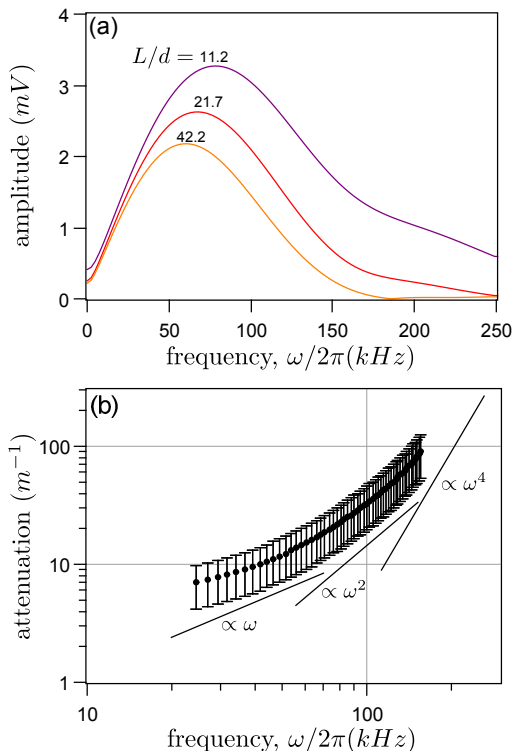 (a)
L/d = 11.2
21.7
42.2
4
3
2
1
0
amplitude (mV)
0 50 100 150 200 250
frequency, ω/2π(kHz)
(b)
100
10
1
attenuation (m⁻¹)
∝ ω⁴
∝ ω²
∝ ω
10 100
frequency, ω/2π(kHz)